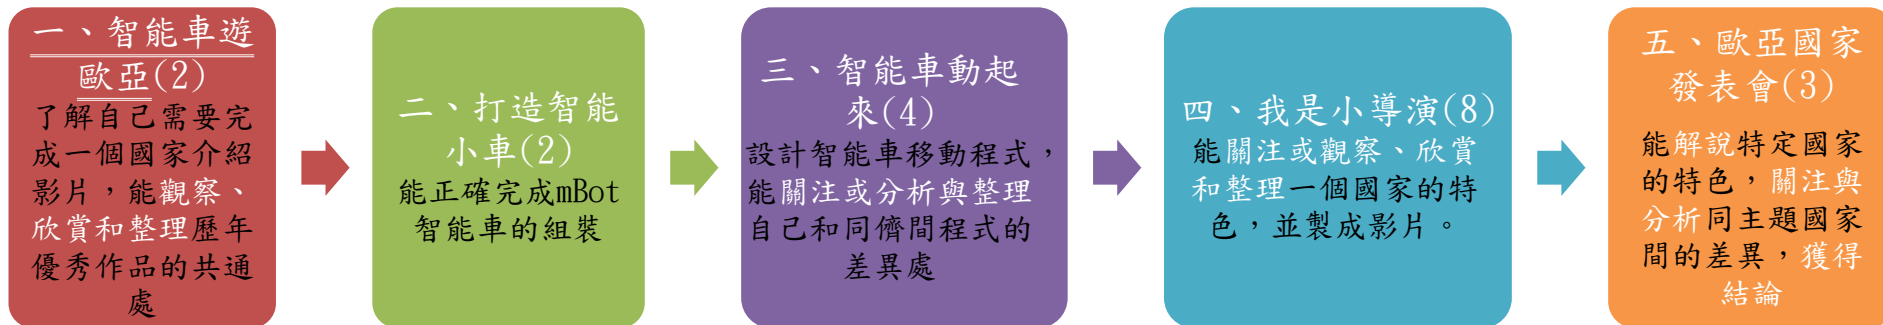 一、智能車遊
歐亞(2)
了解自己需要完
成一個國家介紹
影片，能觀察、
欣賞和整理歷年
優秀作品的共通
處
二、打造智能
小車(2)
能正確完成mBot
智能車的組裝
三、智能車動起
來(4)
設計智能車移動程式，
能關注或分析與整理
自己和同儕間程式的
差異處
四、我是小導演(8)
能關注或觀察、欣賞
和整理一個國家的特
色，並製成影片。
五、歐亞國家
發表會(3)
能解說特定國家
的特色，關注與
分析同主題國家
間的差異，獲得
結論